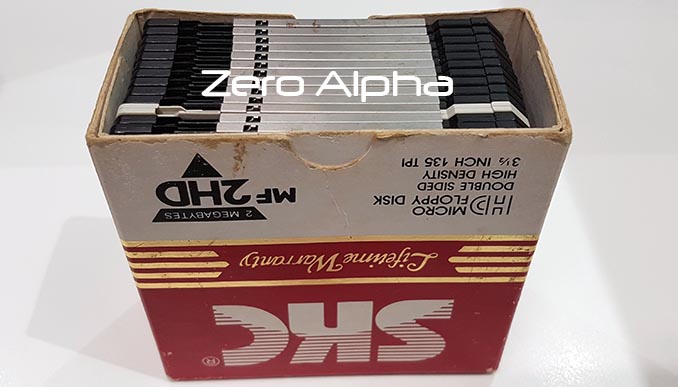 Zero Alpha
SKC®
Lifetime Warranty
HD MICRO
FLOPPY DISK
DOUBLE SIDED
HIGH DENSITY
3½ INCH 135 TPI
2 MEGABYTES
MF 2HD